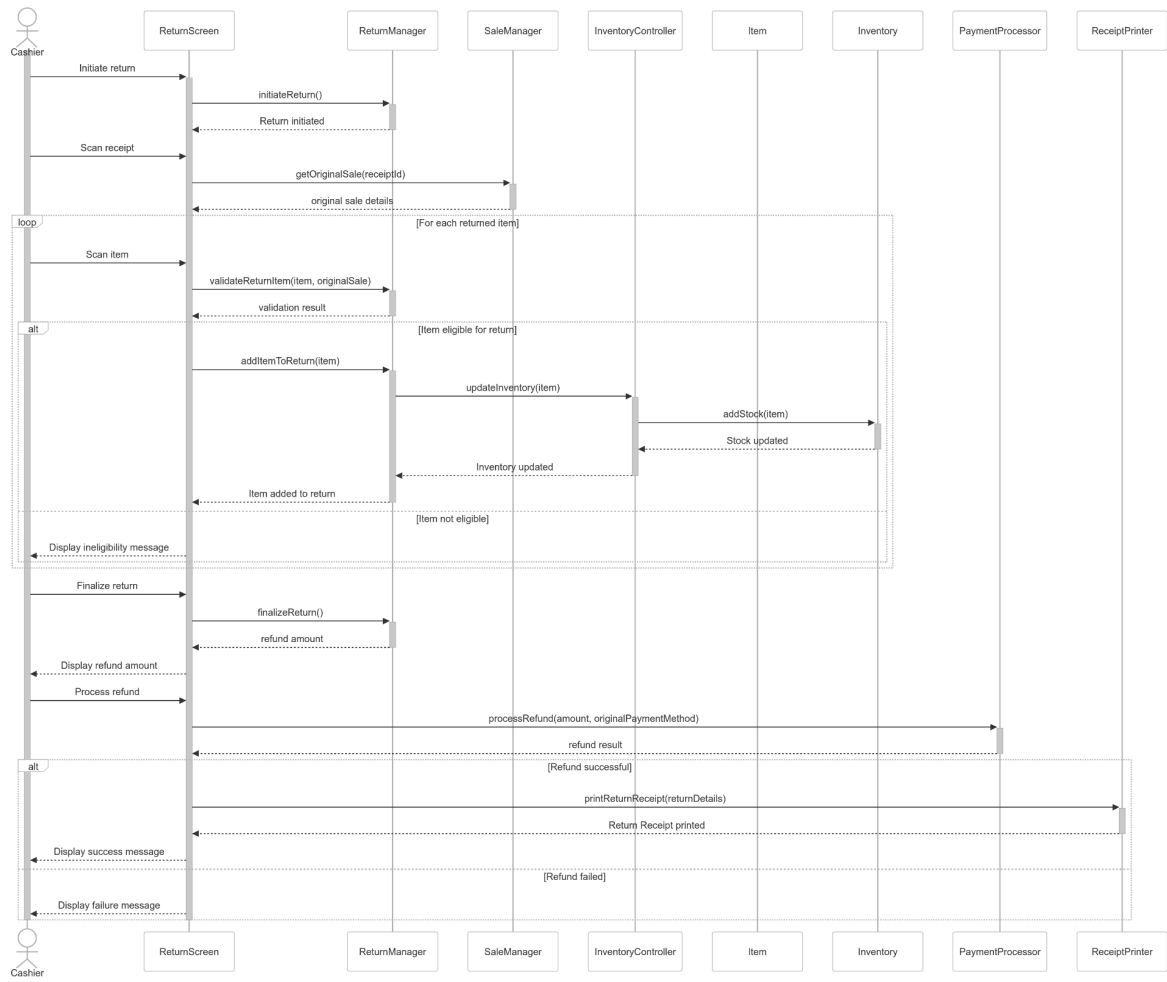 ReturnScreen
ReturnManager
SaleManager
InventoryController
Item
Inventory
PaymentProcessor
ReceiptPrinter
Cashier
Initiate return
initiateReturn()
Return initiated
Scan receipt
getOriginalSale(receiptId)
original sale details
loop
[For each returned item]
Scan item
validateReturnItem(item, originalSale)
validation result
alt
[Item eligible for return]
addItemToReturn(item)
updateInventory(item)
addStock(item)
Stock updated
Inventory updated
Item added to return
[Item not eligible]
Display ineligibility message
Finalize return
finalizeReturn()
refund amount
Display refund amount
Process refund
processRefund(amount, originalPaymentMethod)
refund result
alt
[Refund successful]
printReturnReceipt(returnDetails)
Return Receipt printed
Display success message
[Refund failed]
Display failure message
ReturnScreen
ReturnManager
SaleManager
InventoryController
Item
Inventory
PaymentProcessor
ReceiptPrinter
Cashier